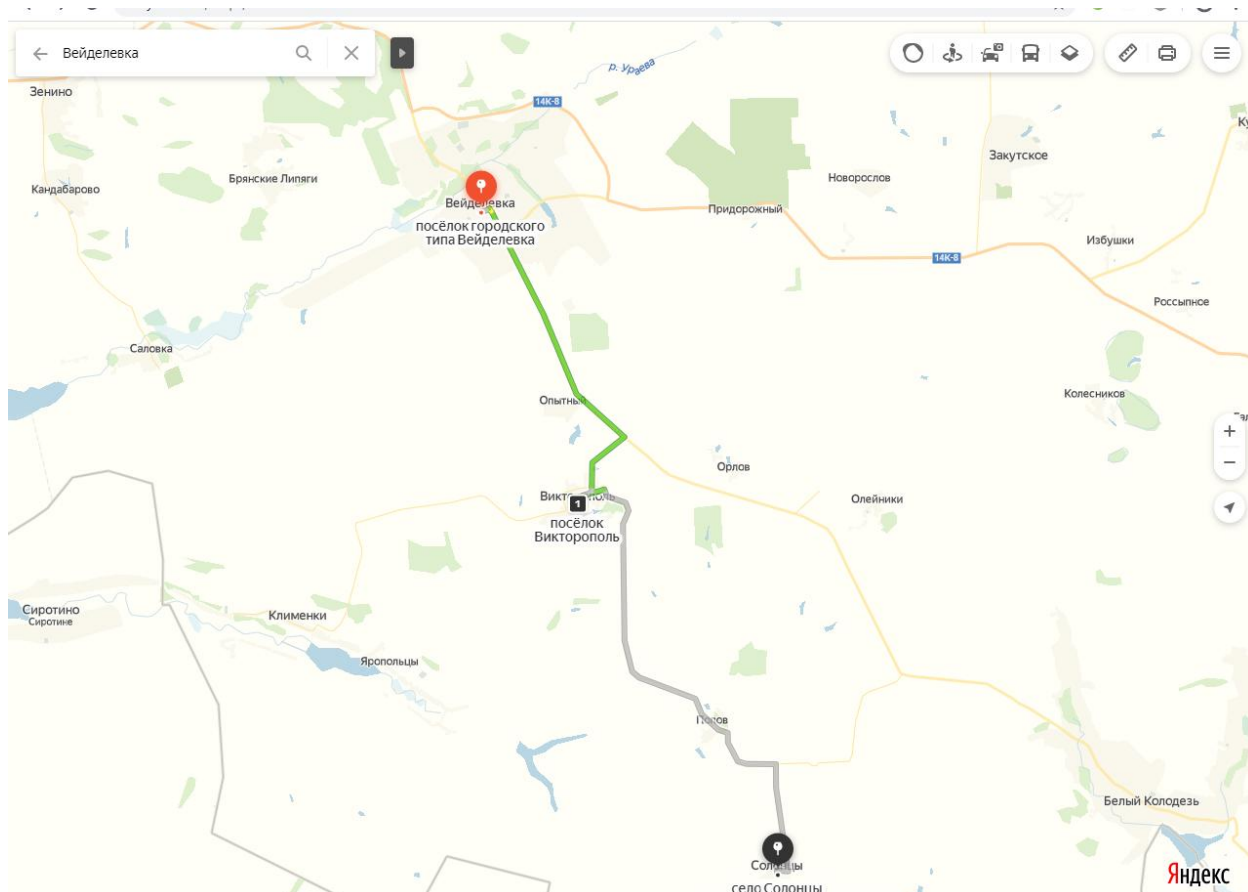 Вейделевка
р. Ураева
Зенино
14К-8
Закутское
Брянские Липяги
Кандабарово
Новорослов
Вейделевка
Придорожный
посёлок городского
типа Вейделевка
Избушки
14К-8
Россыпное
Саловка
Опытный
Колесников
Орлов
Викторополь
Олейники
1
посёлок
Викторополь
Сиротино
Сиротине
Клименки
Яропольцы
Попов
Белый Колодезь
Солонцы
село Солонцы
Яндекс